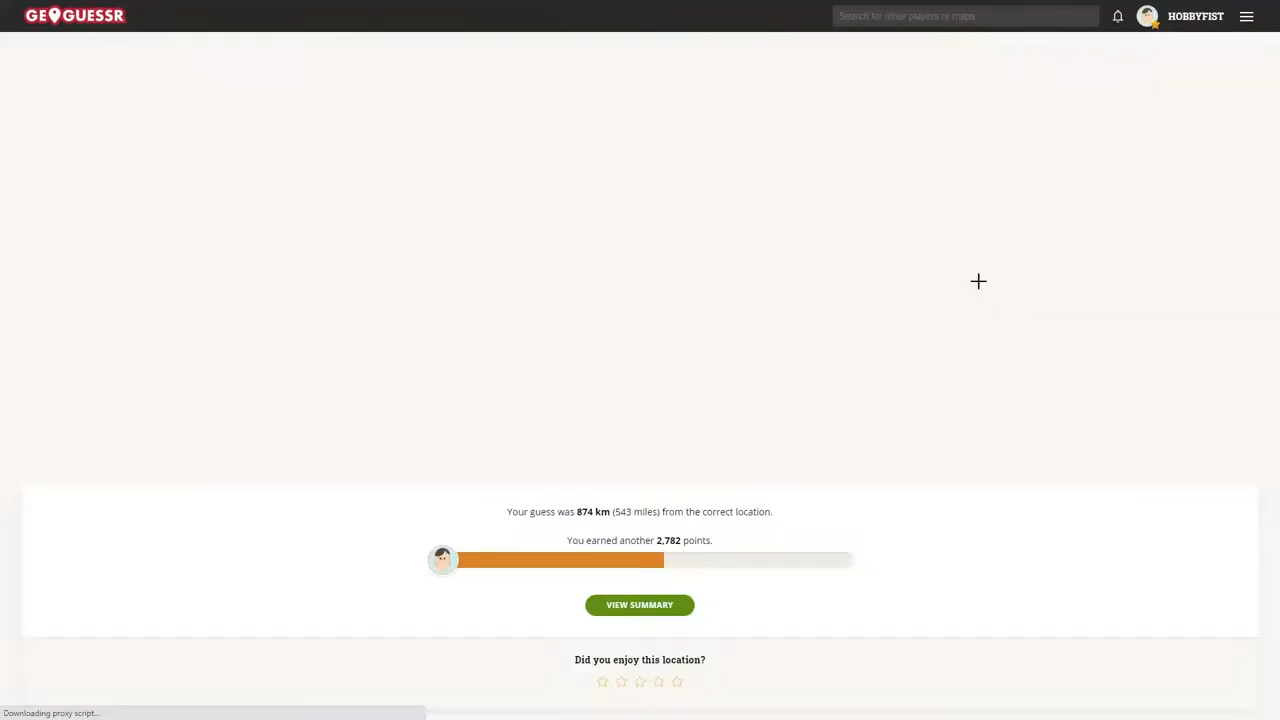 GEOGUESSR
Search for other players or maps
HOBBYFIST
Your guess was 874 km (543 miles) from the correct location.
You earned another 2,782 points.
VIEW SUMMARY
Did you enjoy this location?
Downloading proxy script...